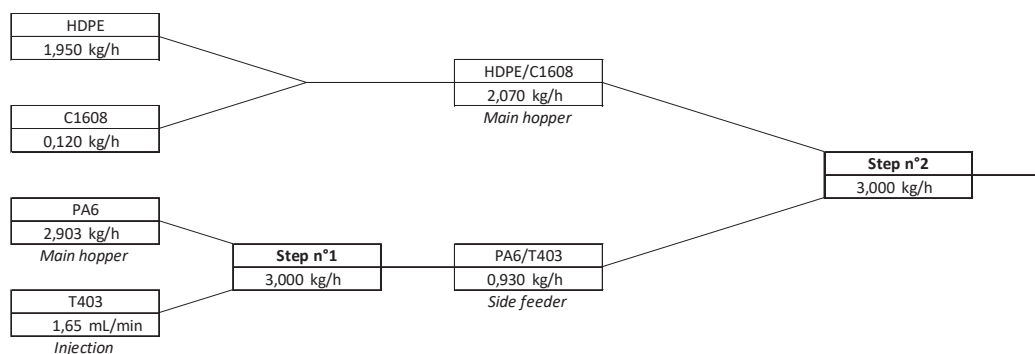 HDPE
1,950 kg/h
C1608
0,120 kg/h
HDPE/C1608
2,070 kg/h
Main hopper
Step n°2
3,000 kg/h
PA6
2,903 kg/h
Main hopper
Step n°1
3,000 kg/h
PA6/T403
0,930 kg/h
Side feeder
T403
1,65 mL/min
Injection